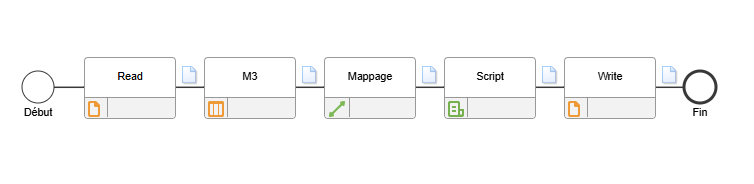 Read
M3
Mappage
Script
Write
Début
Fin